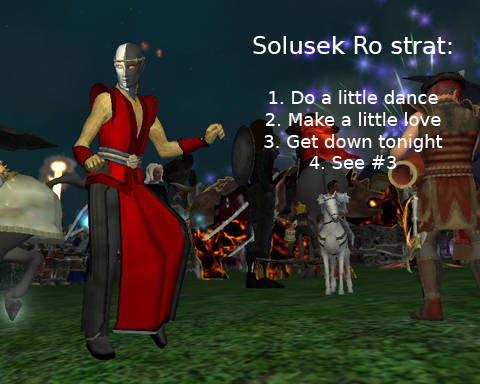 Solusek Ro strat:
1. Do a little dance
2. Make a little love
3. Get down tonight
4. See #3